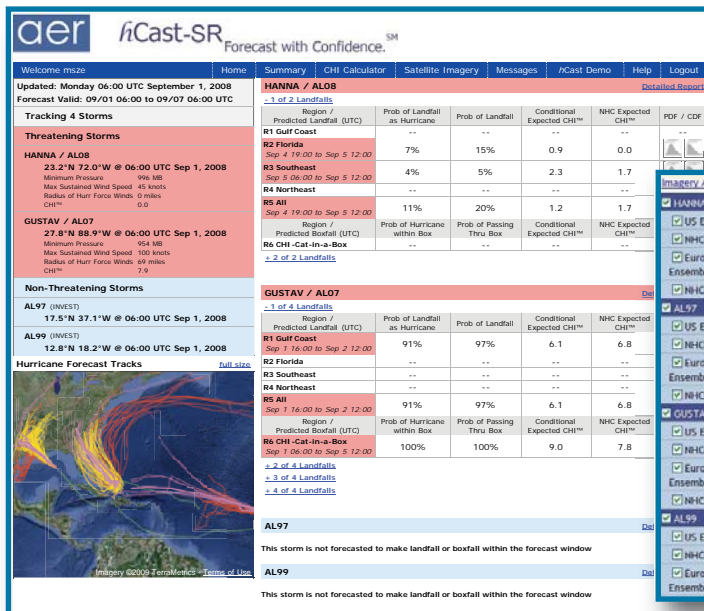 aer hCast-SR Forecast with Confidence.SM
Welcome msze Home Summary CHI Calculator Satellite Imagery Messages hCast Demo Help Logout
Updated: Monday 06:00 UTC September 1, 2008
Forecast Valid: 09/01 06:00 to 09/07 06:00 UTC
Tracking 4 Storms
Threatening Storms
HANNA / AL08
23.2°N 72.0°W @ 06:00 UTC Sep 1, 2008
Minimum Pressure 996 MB
Max Sustained Wind Speed 45 knots
Radius of Hurr Force Winds 0 miles
CHI™ 0.0
GUSTAV / AL07
27.8°N 88.9°W @ 06:00 UTC Sep 1, 2008
Minimum Pressure 954 MB
Max Sustained Wind Speed 100 knots
Radius of Hurr Force Winds 69 miles
CHI™ 7.9
Non-Threatening Storms
AL97 (INVEST)
17.5°N 37.1°W @ 06:00 UTC Sep 1, 2008
AL99 (INVEST)
12.8°N 18.2°W @ 06:00 UTC Sep 1, 2008
Hurricane Forecast Tracks full size
Imagery ©2009 TerraMetrics - Terms of Use
HANNA / AL08 Detailed Report
- 1 of 2 Landfalls
Region / Prob of Landfall Prob of Landfall Conditional NHC Expected PDF / CDF
Predicted Landfall (UTC) as Hurricane Expected CHI™ CHI™
R1 Gulf Coast -- -- -- -- --
R2 Florida 7% 15% 0.9 0.0
Sep 4 19:00 to Sep 5 12:00
R3 Southeast 4% 5% 2.3 1.7
Sep 5 06:00 to Sep 5 12:00
R4 Northeast -- -- -- --
R5 All 11% 20% 1.2 1.7
Sep 4 19:00 to Sep 5 12:00
Region / Prob of Hurricane Prob of Passing Conditional NHC Expected
Predicted Boxfall (UTC) within Box Thru Box Expected CHI™ CHI™
R6 CHI -Cat-in-a-Box -- -- -- --
+ 2 of 2 Landfalls
GUSTAV / AL07
- 1 of 4 Landfalls
Region / Prob of Hurricane Prob of Landfall Conditional NHC Expected
Predicted Landfall (UTC) as Hurricane Expected CHI™ CHI™
R1 Gulf Coast 91% 97% 6.1 6.8
Sep 1 16:00 to Sep 2 12:00
R2 Florida -- -- -- --
R3 Southeast -- -- -- --
R4 Northeast -- -- -- --
R5 All 91% 97% 6.1 6.8
Sep 1 16:00 to Sep 2 12:00
Region / Prob of Hurricane Prob of Passing Conditional NHC Expected
Predicted Boxfall (UTC) within Box Thru Box Expected CHI™ CHI™
R6 CHI -Cat-in-a-Box 100% 100% 9.0 7.8
Sep 1 06:00 to Sep 5 12:00
+ 2 of 4 Landfalls
+ 3 of 4 Landfalls
+ 4 of 4 Landfalls
AL97
This storm is not forecasted to make landfall or boxfall within the forecast window
AL99
This storm is not forecasted to make landfall or boxfall within the forecast window
Imagery
HANNA
US
NHC
Ensemb
NHC
AL97
US
NHC
Ensemb
NHC
GUSTA
US
NHC
Ensemb
NHC
AL99
US
NHC
Ensemb